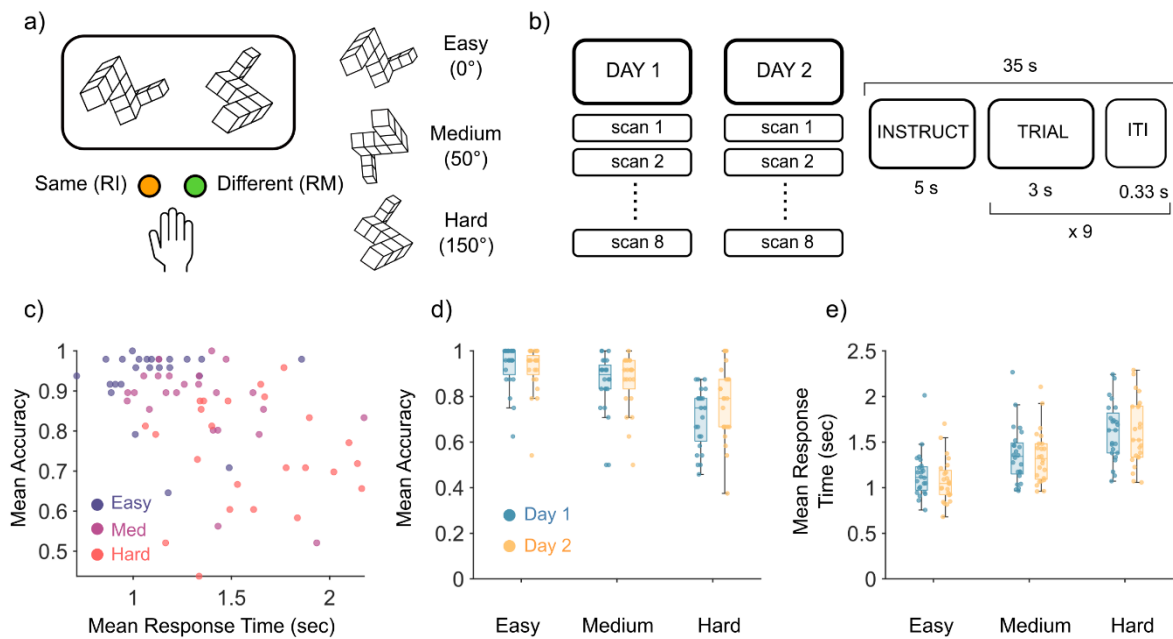 a)
Easy
(0°)
Medium
(50°)
Hard
(150°)
Same (RI)
Different (RM)
b)
DAY 1
DAY 2
scan 1
scan 1
scan 2
scan 2
scan 8
scan 8
35 s
INSTRUCT
TRIAL
ITI
5 s
3 s
0.33 s
x 9
c)
Mean Accuracy
1
0.9
0.8
0.7
0.6
0.5
Easy
Med
Hard
1
1.5
2
Mean Response Time (sec)
d)
Mean Accuracy
1
0.8
0.6
0.4
0.2
0
Day 1
Day 2
Easy
Medium
Hard
e)
Mean Response
Time (sec)
2.5
2
1.5
1
0.5
0
Easy
Medium
Hard